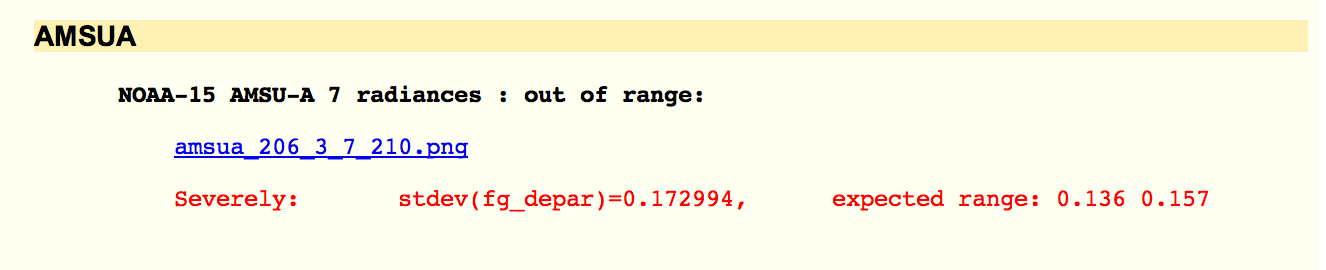 AMSUA
NOAA-15 AMSU-A 7 radiances : out of range:
amsua_206_3_7_210.png
Severely: stdev(fg_depar)=0.172994, expected range: 0.136 0.157